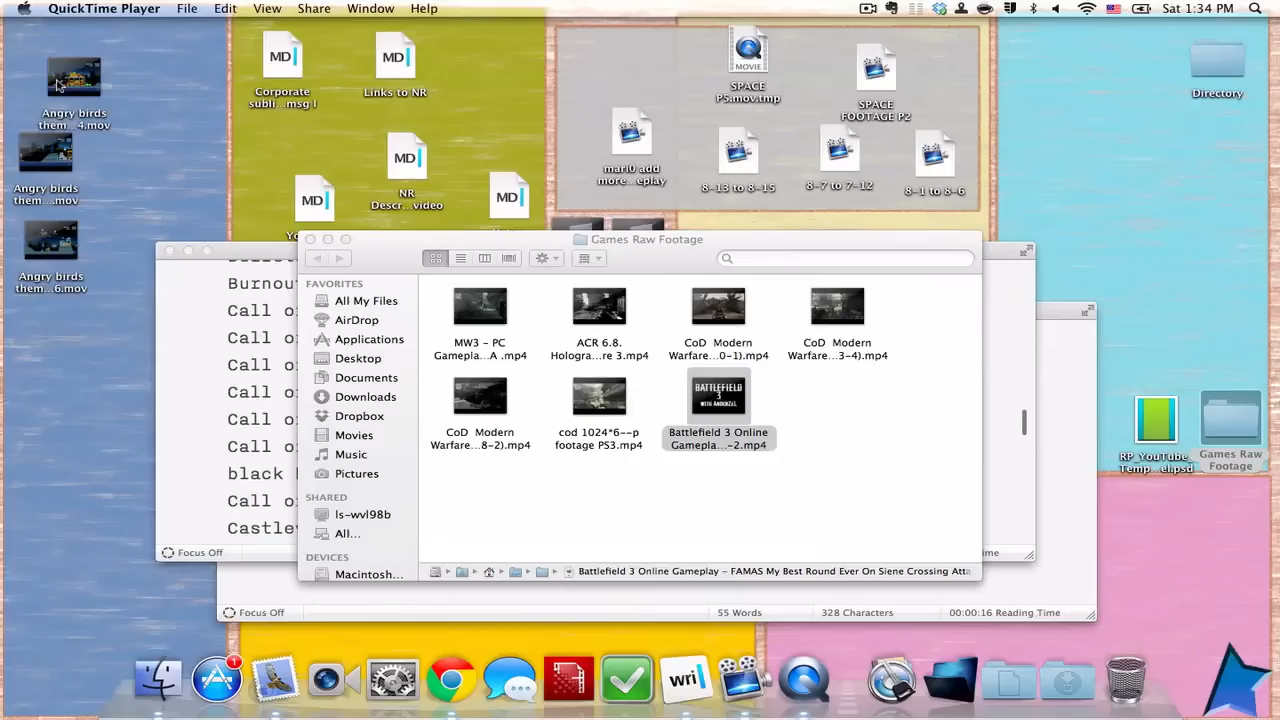 QuickTime Player File Edit View Share Window Help
Sat 1:34 PM
Angry birds
them...4.mov
Angry birds
them....mov
Angry birds
them...6.mov
MD
Corporate
subli...msg !
MD
Links to NR
MD
NR
Descr...video
MD
MD
MOVIE
SPACE
P5.mov.tmp
SPACE
FOOTAGE P2
mari0 add
more...eplay
8-13 to 8-15
8-7 to 7-12
8-1 to 8-6
Directory
RP_YouTube
Temp...el.psd
Games Raw
Footage
Games Raw Footage
FAVORITES
All My Files
AirDrop
Applications
Desktop
Documents
Downloads
Dropbox
Movies
Music
Pictures
SHARED
ls-wvl98b
All...
DEVICES
Macintosh...
MW3 - PC
Gamepla...A .mp4
ACR 6.8.
Hologra...re 3.mp4
CoD Modern
Warfare...0-1).mp4
CoD Modern
Warfare...3-4).mp4
CoD Modern
Warfare...8-2).mp4
cod 1024*6--p
footage PS3.mp4
BATTLEFIELD
3
WITH ANDERZEL
Battlefield 3 Online
Gamepla...-2.mp4
Battlefield 3 Online Gameplay - FAMAS My Best Round Ever On Siene Crossing Atta
Burnou
Call o
Call o
Call o
Call o
Call o
Call o
black
Call o
Castle
Focus Off
Focus Off
55 Words
328 Characters
00:00:16 Reading Time
1
wri